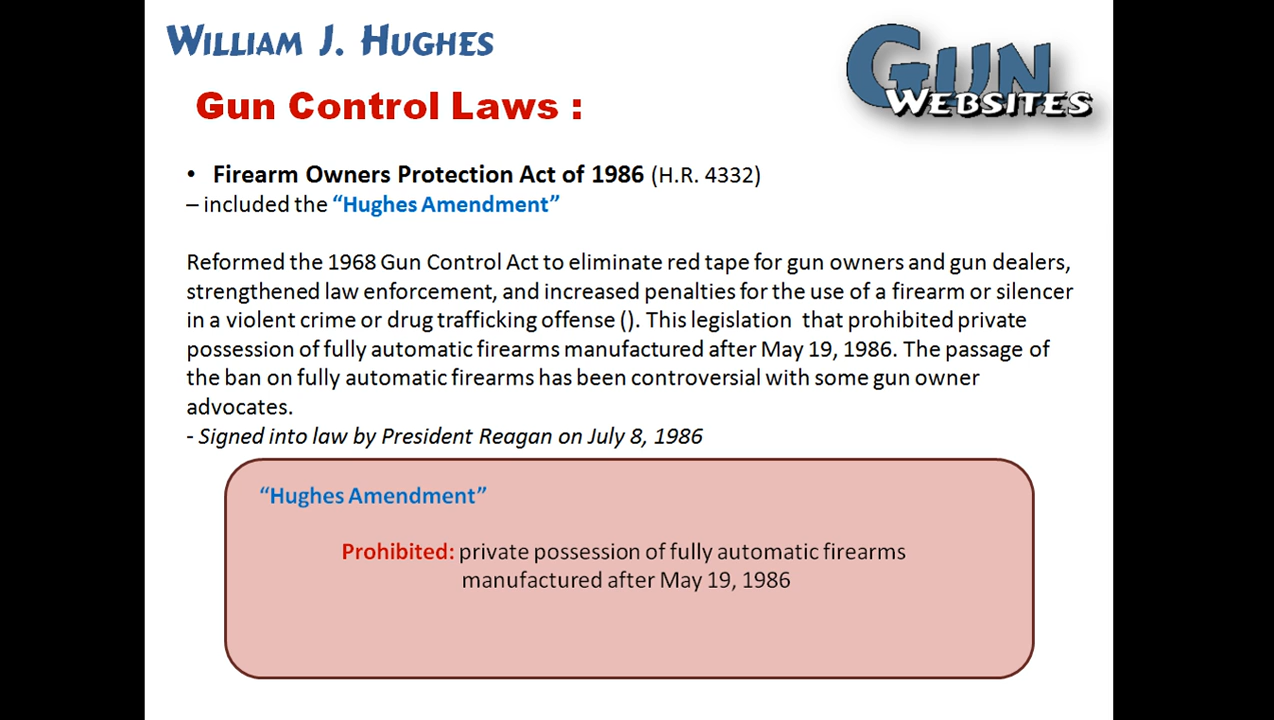 William J. Hughes
GUN
WEBSITES
Gun Control Laws :
• Firearm Owners Protection Act of 1986 (H.R. 4332)
– included the “Hughes Amendment”
Reformed the 1968 Gun Control Act to eliminate red tape for gun owners and gun dealers,
strengthened law enforcement, and increased penalties for the use of a firearm or silencer
in a violent crime or drug trafficking offense (). This legislation  that prohibited private
possession of fully automatic firearms manufactured after May 19, 1986. The passage of
the ban on fully automatic firearms has been controversial with some gun owner
advocates.
- Signed into law by President Reagan on July 8, 1986
“Hughes Amendment”
Prohibited: private possession of fully automatic firearms
manufactured after May 19, 1986